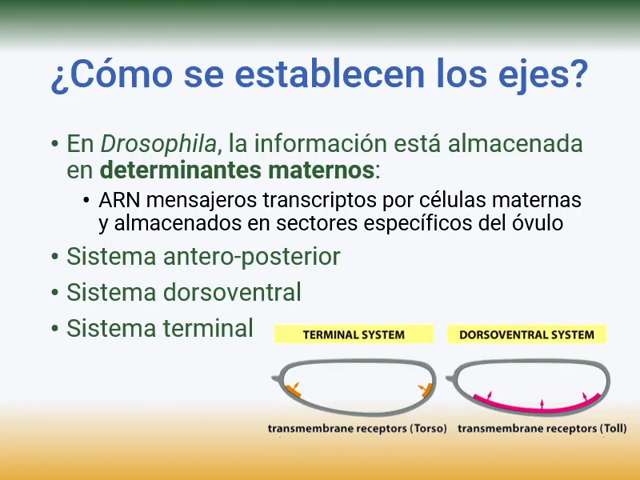 ¿Cómo se establecen los ejes?
• En Drosophila, la información está almacenada
en determinantes maternos:
• ARN mensajeros transcriptos por células maternas
y almacenados en sectores específicos del óvulo
• Sistema antero-posterior
• Sistema dorsoventral
• Sistema terminal
TERMINAL SYSTEM
DORSOVENTRAL SYSTEM
transmembrane receptors (Torso)
transmembrane receptors (Toll)